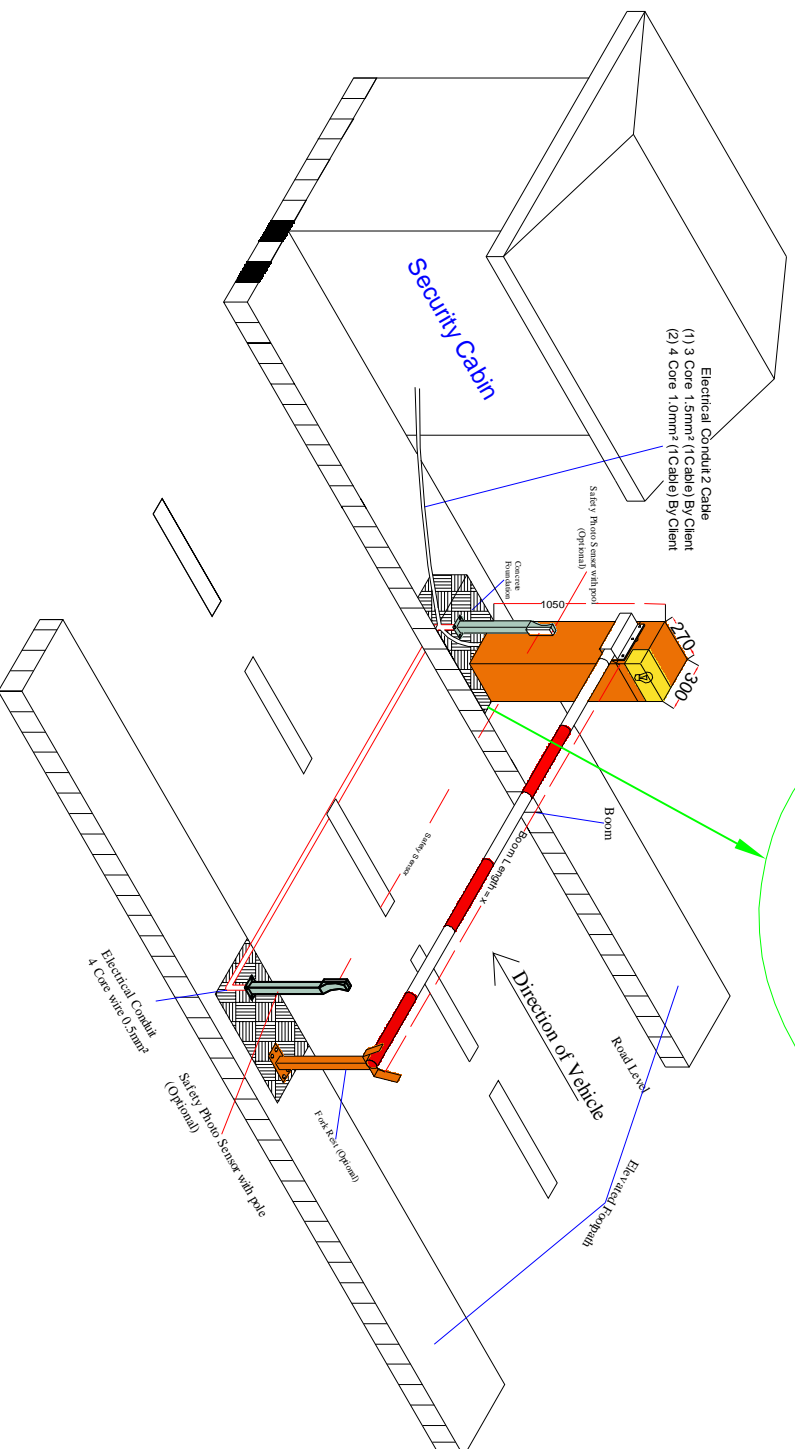 Security Cabin
Electrical Conduit 2 Cable
(1) 3 Core 1.5mm² (1Cable) By Client
(2) 4 Core 1.0mm² (1Cable) By Client
Safety Photo Sensor with pool
(Optional)
Concrete
Foundation
1050
270
300
Boom
Boom Length = x
Safety Sensor
Direction of Vehicle
Road Level
Elevated Footpath
Electrical Conduit
4 Core wire 0.5mm²
Safety Photo Sensor with pole
(Optional)
Fork Rest (Optional)